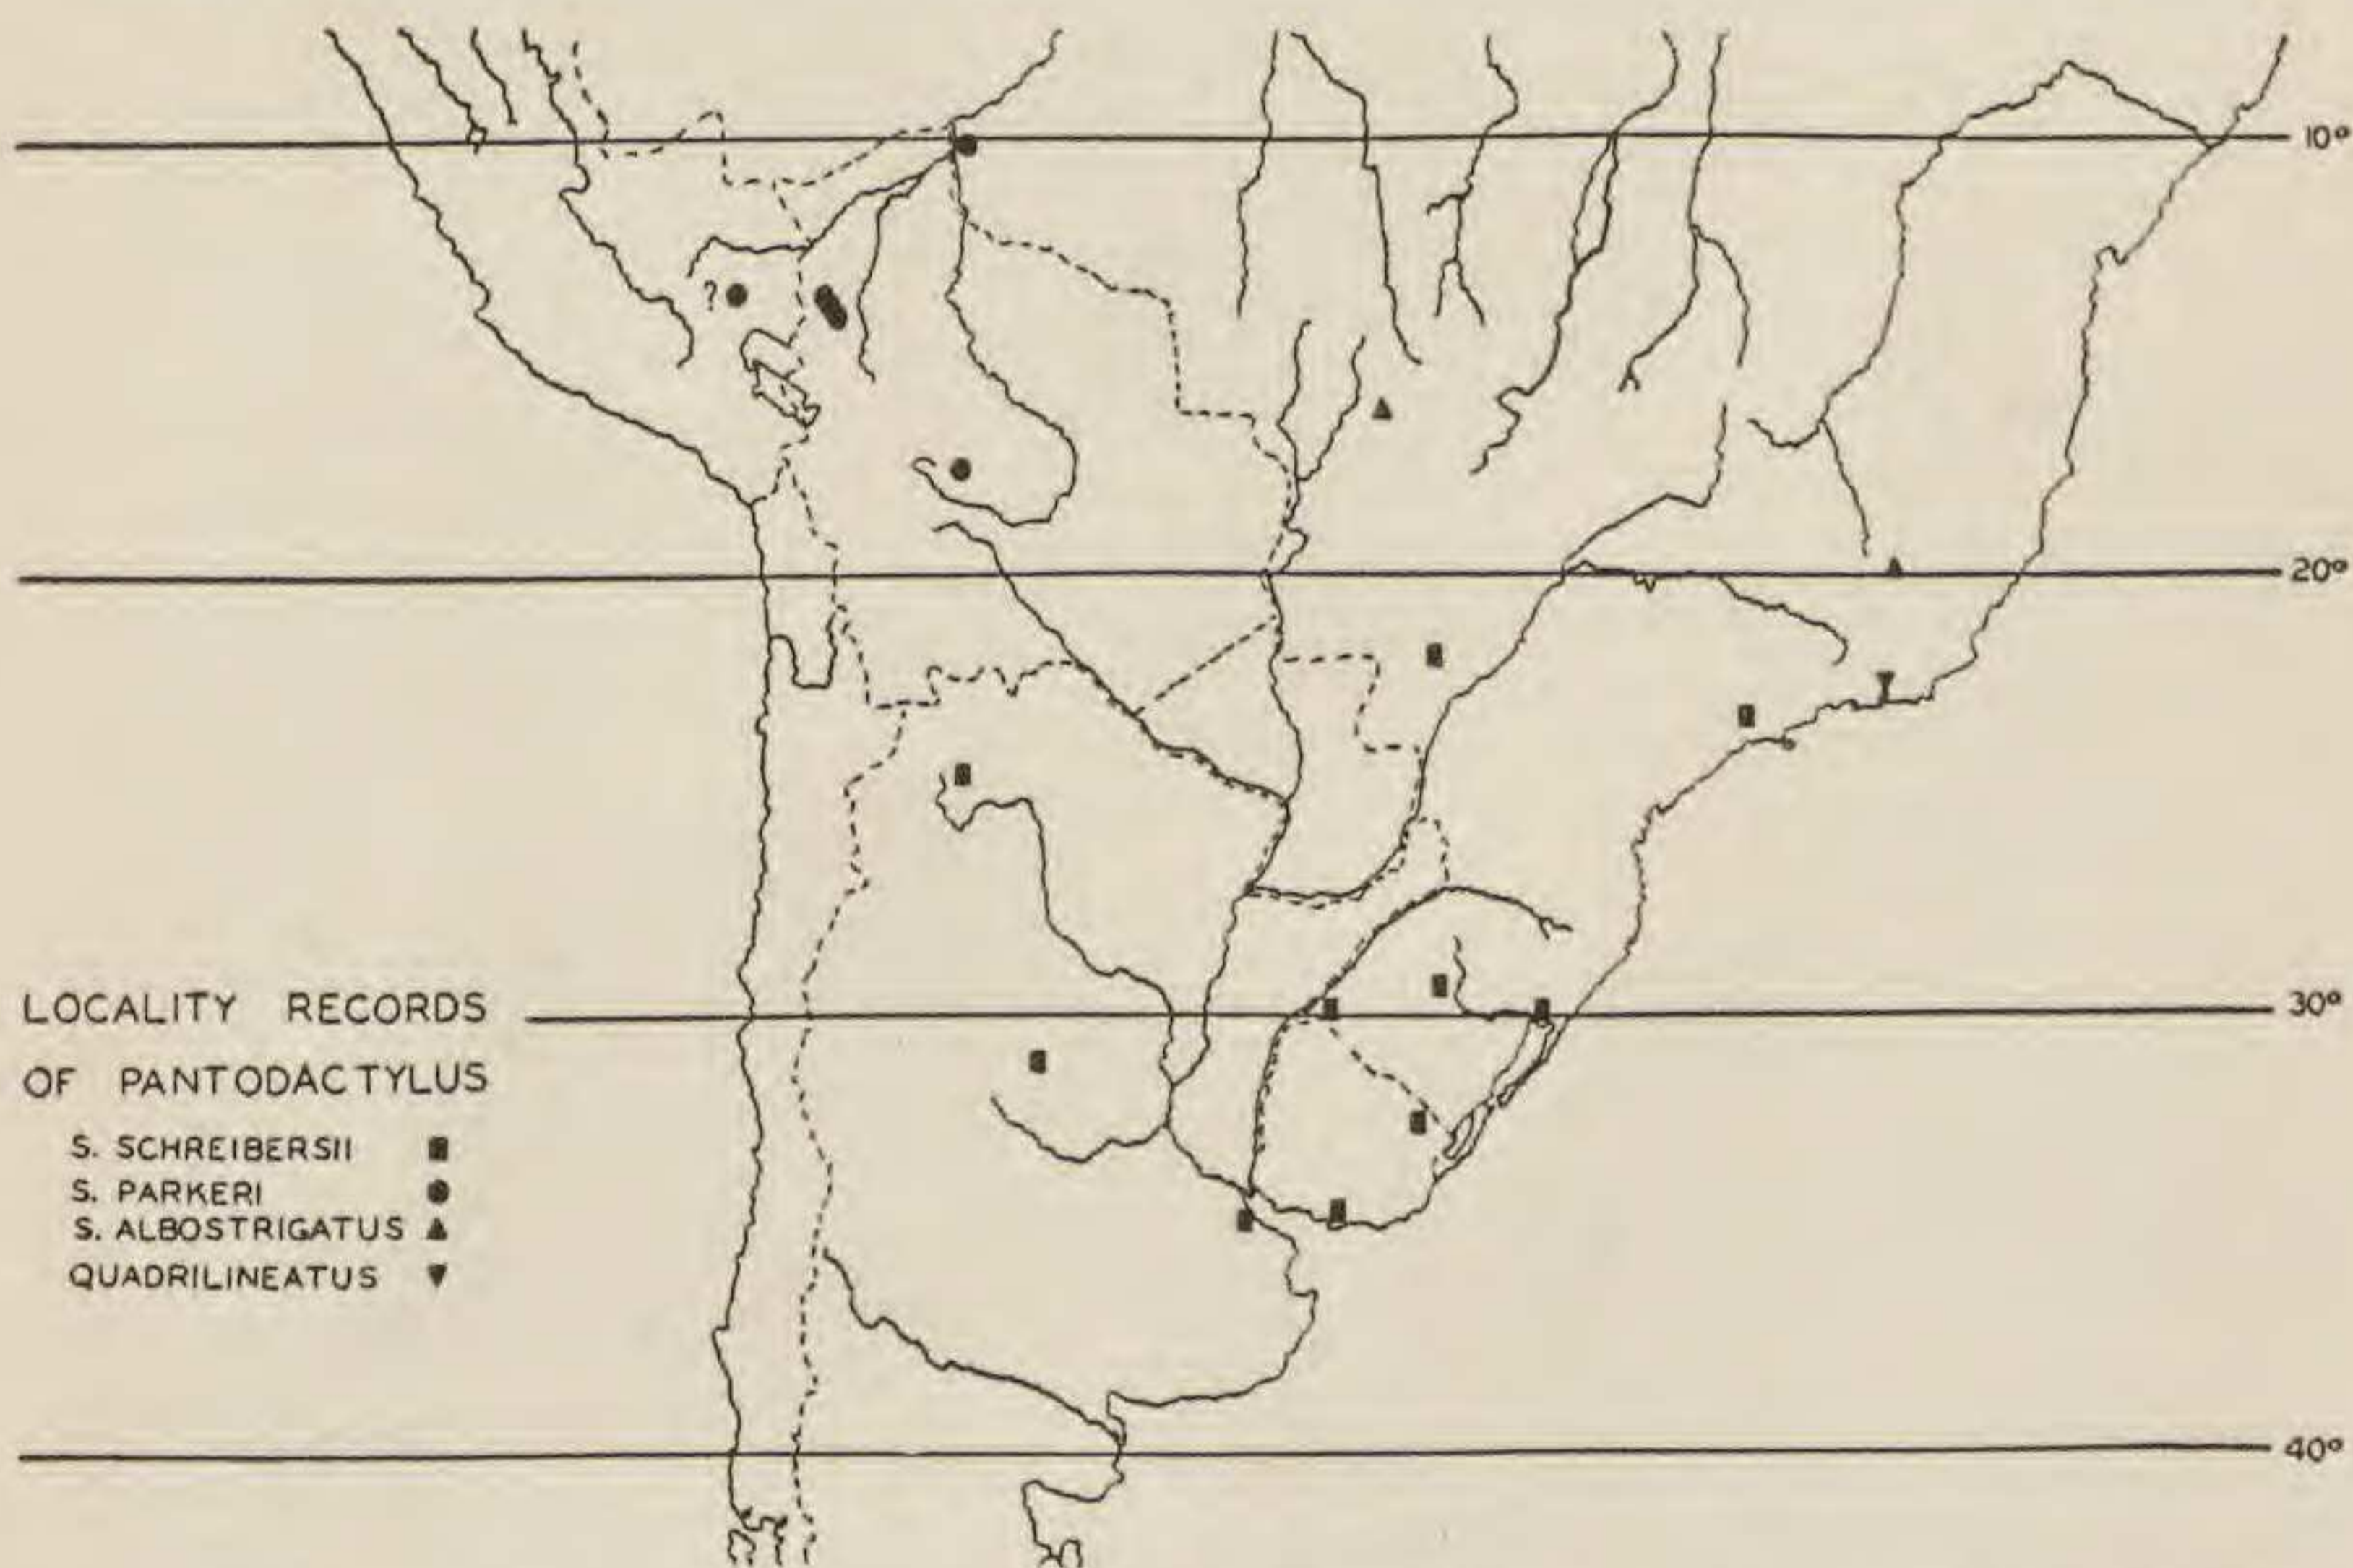 10°
?
20°
LOCALITY RECORDS
30°
OF PANTODACTYLUS
S. SCHREIBERSII
S. PARKERI
S. ALBOSTRIGATUS
QUADRILINEATUS
40°